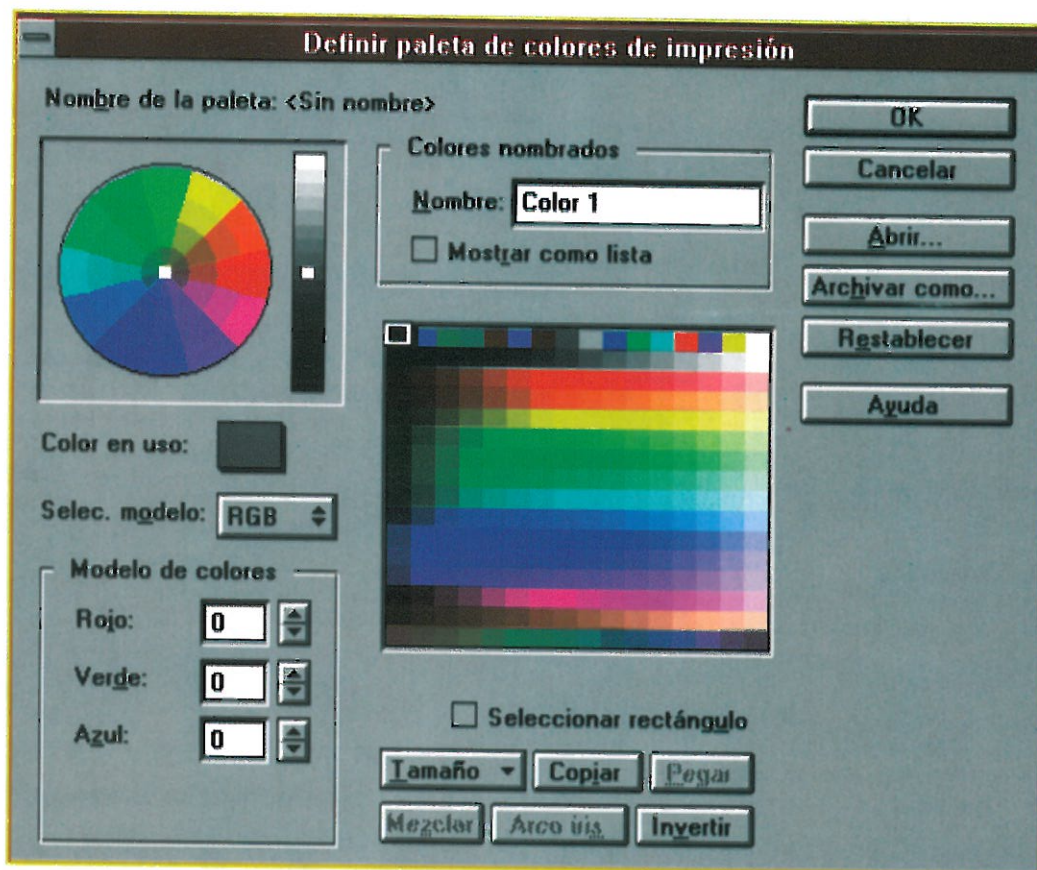 Definir paleta de colores de impresión
Nombre de la paleta: <Sin nombre>
Colores nombrados
Nombre: Color 1
Mostrar como lista
OK
Cancelar
Abrir...
Archivar como...
Restablecer
Ayuda
Color en uso:
Selec. modelo: RGB
Modelo de colores
Rojo: 0
Verde: 0
Azul: 0
Seleccionar rectángulo
Tamaño Copiar Pegar
Mezclar Arco iris Invertir